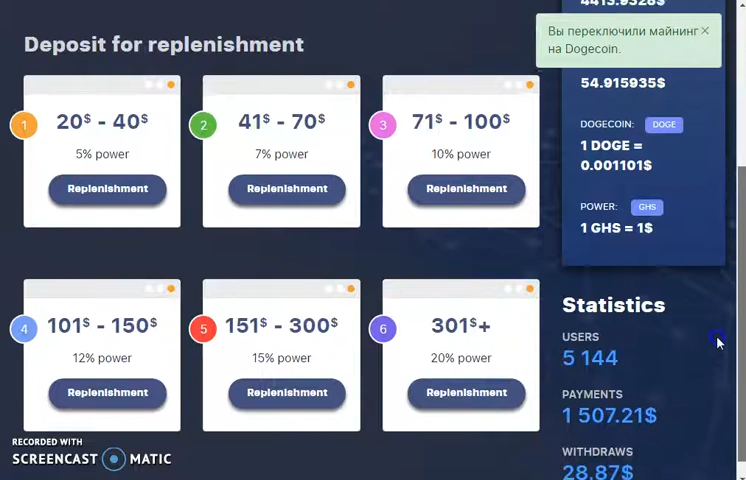 4413.9328$
Вы переключили майнинг ×
на Dogecoin.
Deposit for replenishment
54.915935$
DOGECOIN: DOGE
1 DOGE =
0.001101$
POWER: GHS
1 GHS = 1$
1
20$ - 40$
5% power
Replenishment
2
41$ - 70$
7% power
Replenishment
3
71$ - 100$
10% power
Replenishment
4
101$ - 150$
12% power
Replenishment
5
151$ - 300$
15% power
Replenishment
6
301$+
20% power
Replenishment
Statistics
USERS
5 144
PAYMENTS
1 507.21$
WITHDRAWS
28.87$
RECORDED WITH
SCREENCAST MATIC